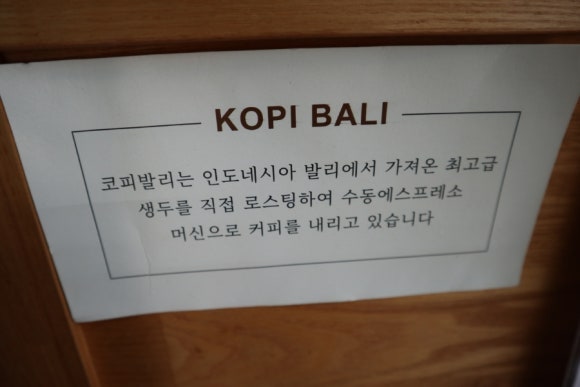 KOPI BALI
코피발리는 인도네시아 발리에서 가져온 최고급
생두를 직접 로스팅하여 수동에스프레소
머신으로 커피를 내리고 있습니다